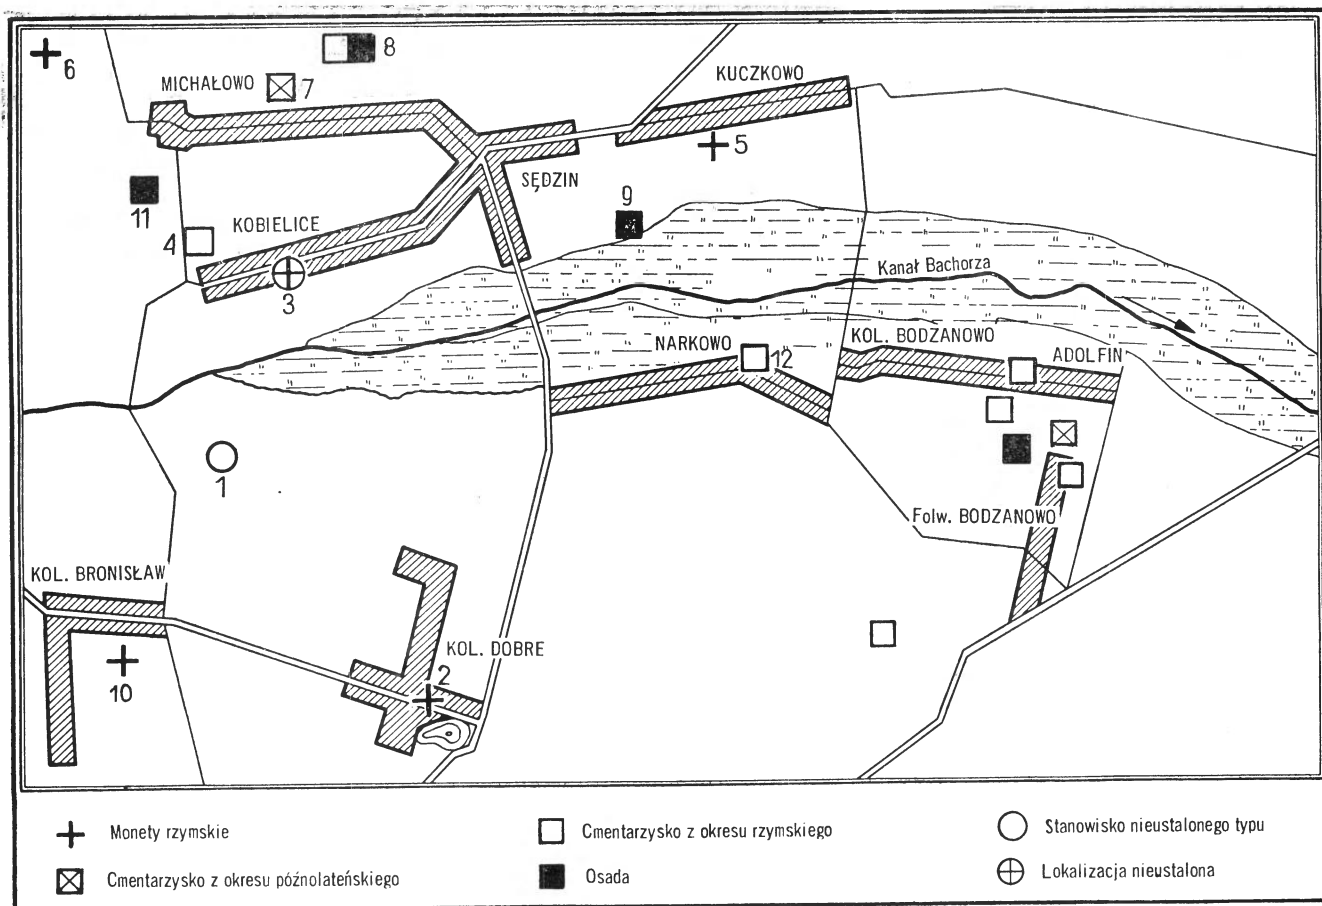 6
8
MICHAŁOWO
7
KUCZKOWO
5
SĘDZIN
11
9
4
KOBIELICE
3
Kanał Bachorza
NARKOWO
12
KOL. BODZANOWO
ADOLFIN
1
Folw. BODZANOWO
KOL. BRONISŁAW
10
KOL. DOBRE
2
Monety rzymskie
Cmentarzysko z okresu rzymskiego
Stanowisko nieustalonego typu
Cmentarzysko z okresu późnolateńskiego
Osada
Lokalizacja nieustalona